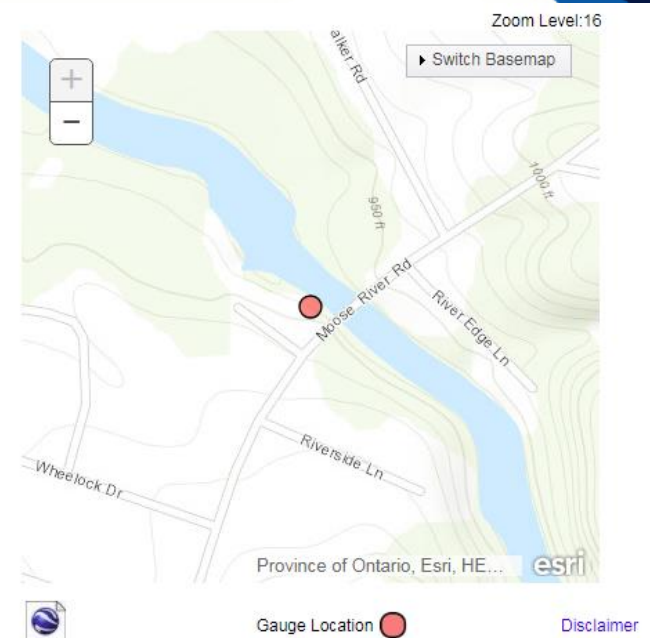 Zoom Level:16
alker Rd
Switch Basemap
+
−
1000 ft
950 ft
Moose River Rd
River Edge Ln
Riverside Ln
Wheelock Dr
Province of Ontario, Esri, HE...
esri
Gauge Location
Disclaimer